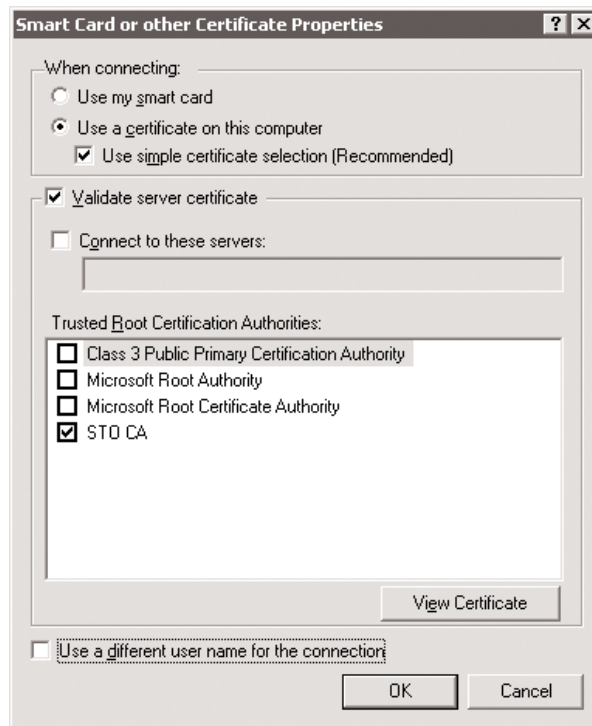 Smart Card or other Certificate Properties
When connecting:
Use my smart card
Use a certificate on this computer
Use simple certificate selection (Recommended)
Validate server certificate
Connect to these servers:
Trusted Root Certification Authorities:
Class 3 Public Primary Certification Authority
Microsoft Root Authority
Microsoft Root Certificate Authority
STO CA
View Certificate
Use a different user name for the connection
OK Cancel